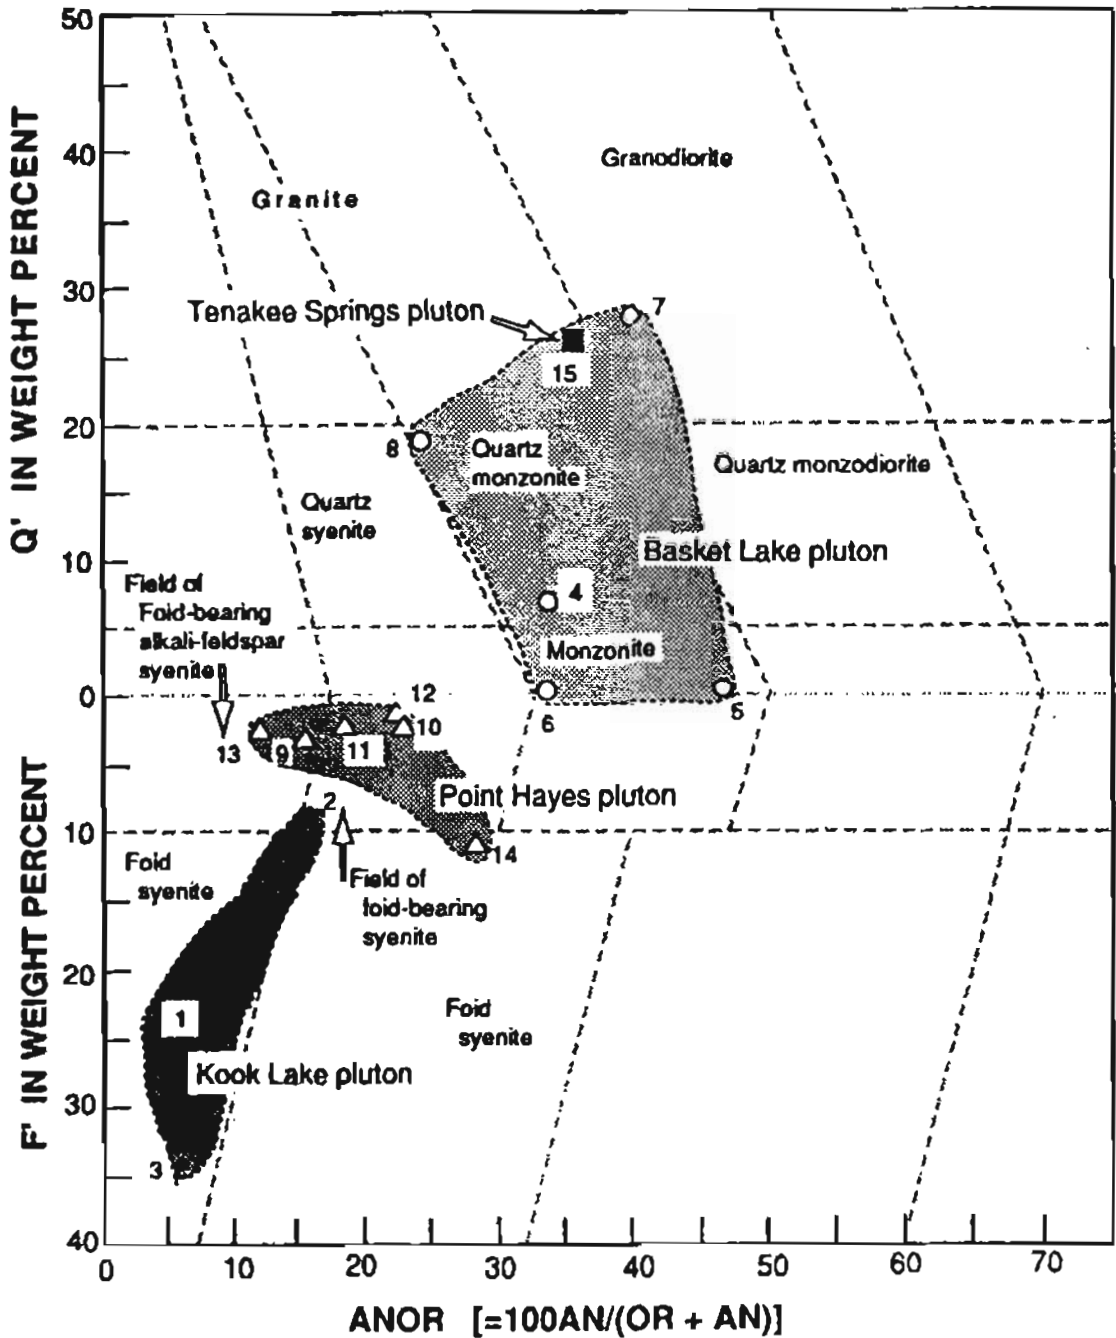 50
40
30
20
10
0
10
20
30
40
Q' IN WEIGHT PERCENT
F' IN WEIGHT PERCENT
Granodiorite
Granite
Tenakee Springs pluton
7
15
8
Quartz
monzonite
Quartz monzodiorite
Quartz
syenite
Basket Lake pluton
Field of
Foid-bearing
alkali-feldspar
syenite
4
Monzonite
12
6
5
13
9
11
10
2
Point Hayes pluton
14
Foid
syenite
Field of
foid-bearing
syenite
1
Foid
syenite
Kook Lake pluton
3
0 10 20 30 40 50 60 70
ANOR [=100AN/(OR + AN)]